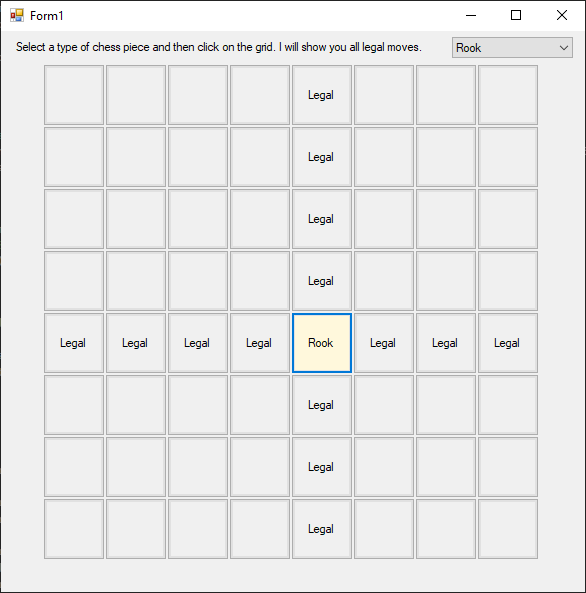 Form1
Select a type of chess piece and then click on the grid. I will show you all legal moves.
Rook
Legal
Legal
Legal
Legal
Legal Legal Legal Legal Rook Legal Legal Legal
Legal
Legal
Legal